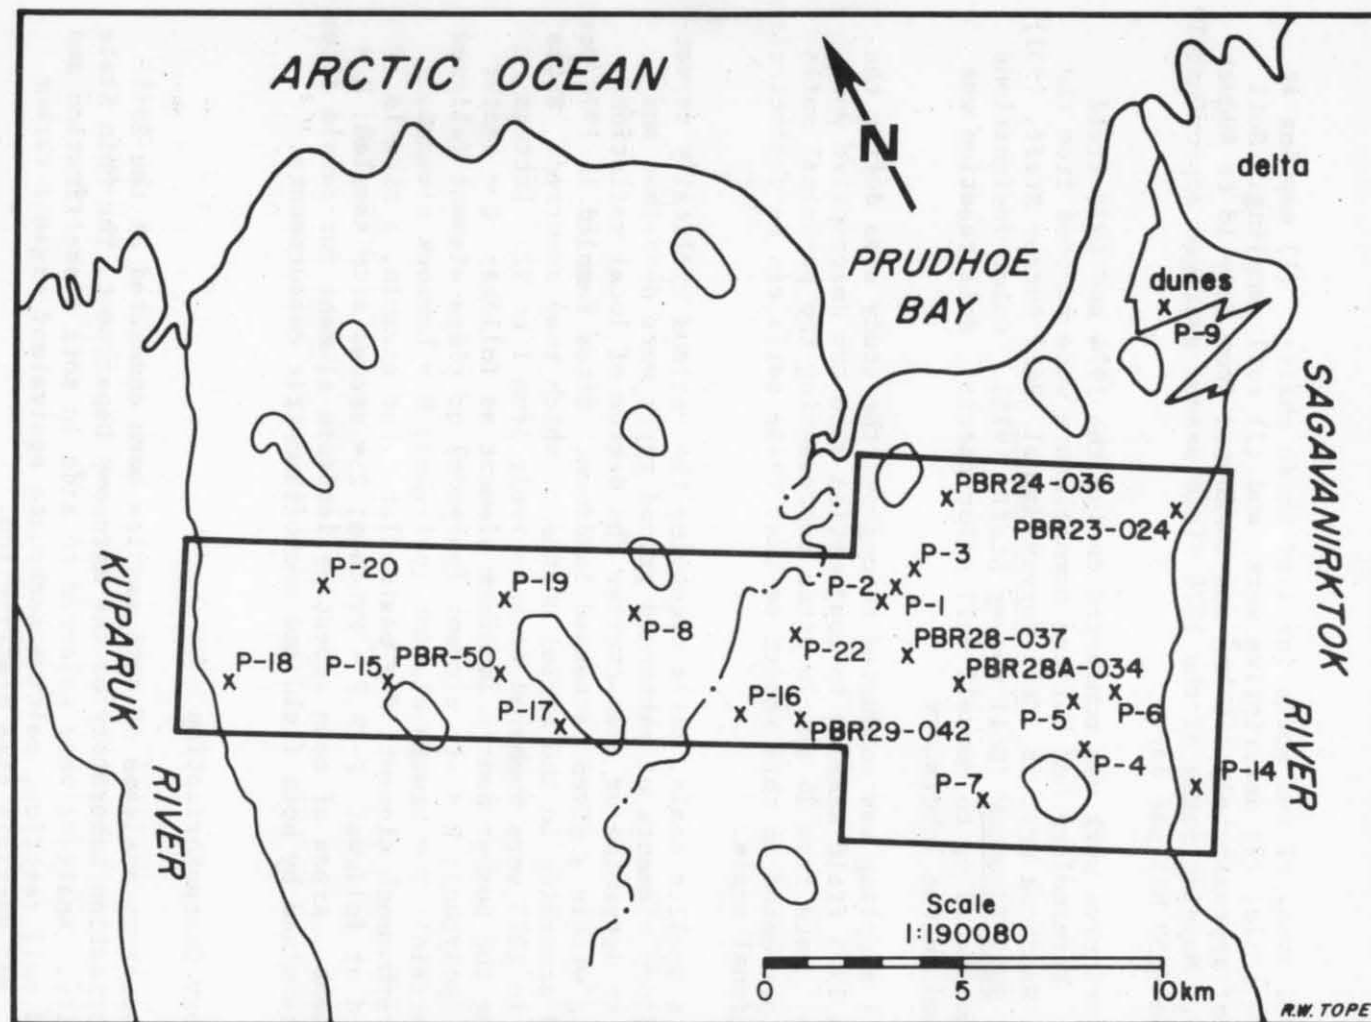 ARCTIC OCEAN
N
delta
PRUDHOE
BAY
dunes
P-9
SAGAVANIRKTOK
RIVER
PBR24-036
PBR23-024
P-3
P-2
P-1
P-20
P-19
P-8
P-22
PBR28-037
PBR28A-034
KUPARUK
RIVER
P-18
P-15
PBR-50
P-17
P-16
PBR29-042
P-5
P-6
P-4
P-7
P-14
Scale
1:190080
0 5 10km
R.W. TOPE